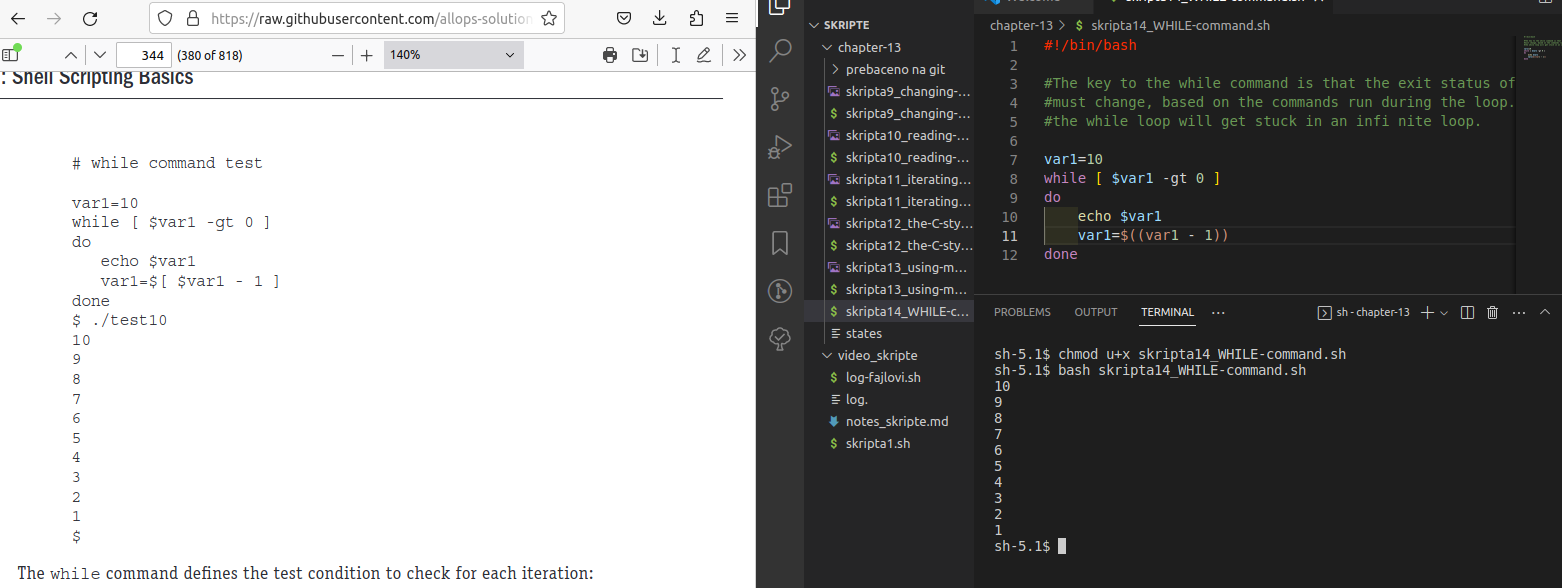 https://raw.githubusercontent.com/allops-solution
344 (380 of 818)
140%
: Shell Scripting Basics
# while command test
var1=10
while [ $var1 -gt 0 ]
do
echo $var1
var1=$[ $var1 - 1 ]
done
$ ./test10
10
9
8
7
6
5
4
3
2
1
$
The while command defines the test condition to check for each iteration:
SKRIPTE
chapter-13
prebaceno na git
skripta9_changing-...
skripta9_changing-...
skripta10_reading-...
skripta10_reading-...
skripta11_iterating...
skripta11_iterating...
skripta12_the-C-sty...
skripta12_the-C-sty...
skripta13_using-m...
skripta13_using-m...
skripta14_WHILE-c...
states
video_skripte
log-fajlovi.sh
log.
notes_skripte.md
skripta1.sh
chapter-13 > $ skripta14_WHILE-command.sh
1 #!/bin/bash
2
3 #The key to the while command is that the exit status of
4 #must change, based on the commands run during the loop.
5 #the while loop will get stuck in an infi nite loop.
6
7 var1=10
8 while [ $var1 -gt 0 ]
9 do
10 echo $var1
11 var1=$((var1 - 1))
12 done
PROBLEMS OUTPUT TERMINAL ... sh - chapter-13
sh-5.1$ chmod u+x skripta14_WHILE-command.sh
sh-5.1$ bash skripta14_WHILE-command.sh
10
9
8
7
6
5
4
3
2
1
sh-5.1$